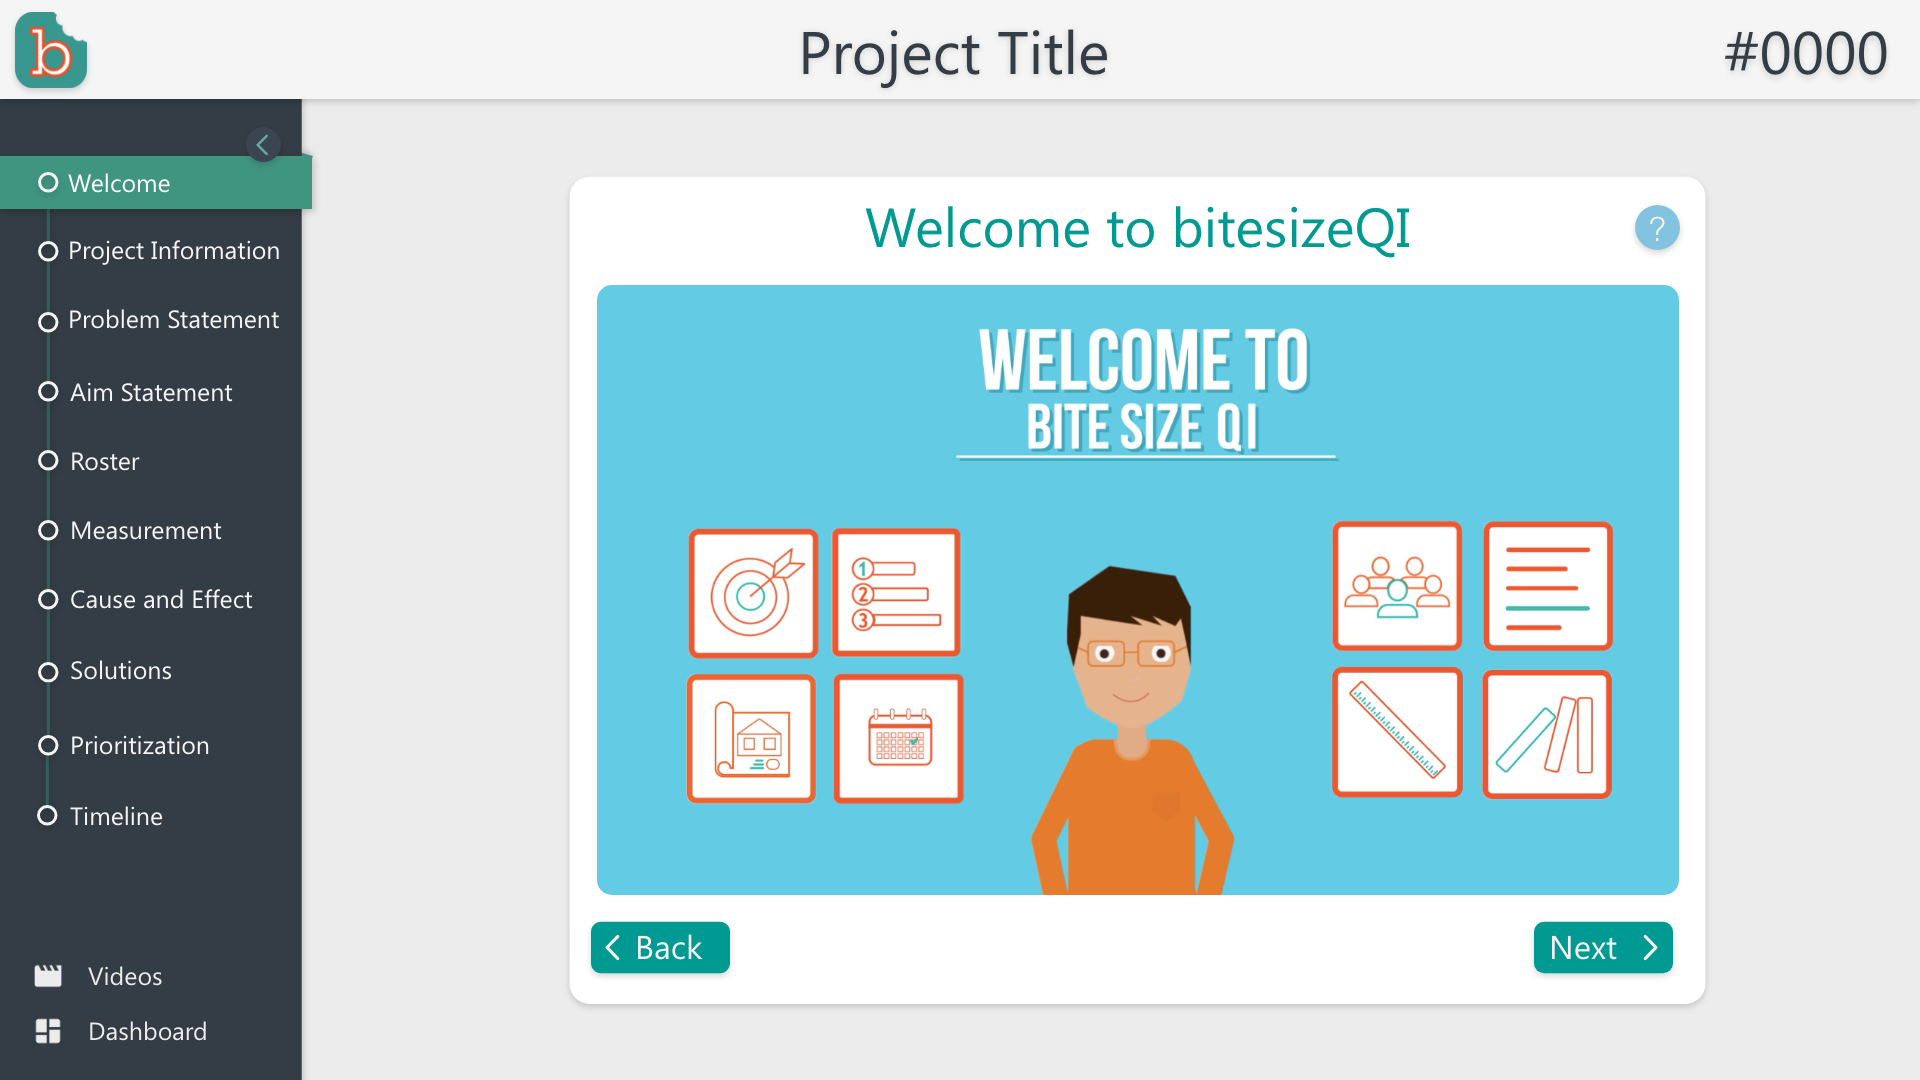 b
Project Title
#0000
Welcome
Project Information
Problem Statement
Aim Statement
Roster
Measurement
Cause and Effect
Solutions
Prioritization
Timeline
Videos
Dashboard
Welcome to bitesizeQI
?
WELCOME TO
BITE SIZE QI
1
2
3
Back
Next